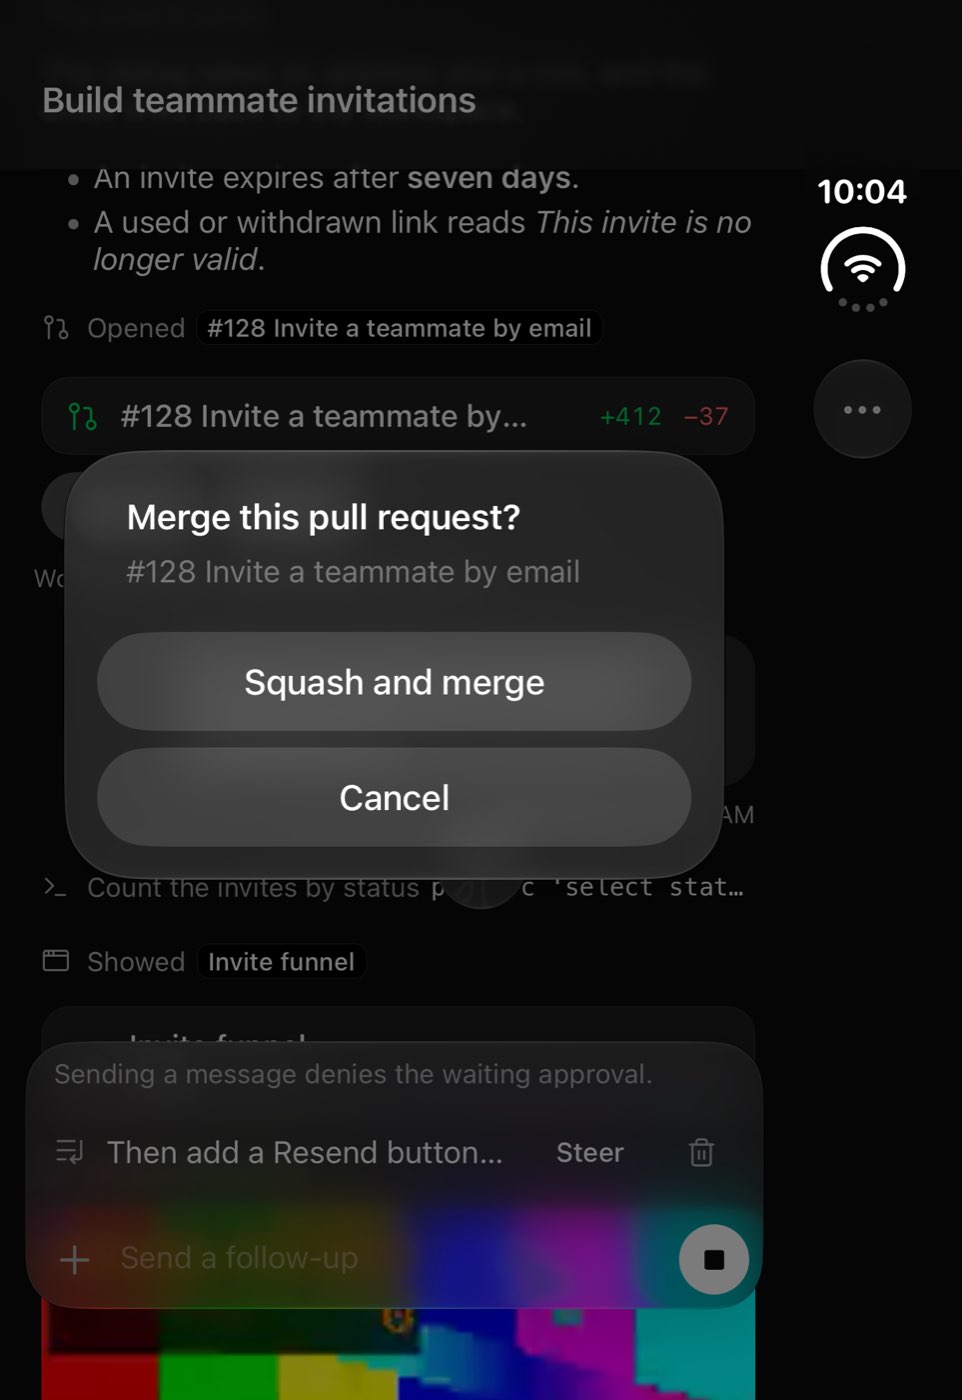 Build teammate invitations
An invite expires after seven days.
A used or withdrawn link reads This invite is no
longer valid.
10:04
Opened #128 Invite a teammate by email
#128 Invite a teammate by... +412 −37
Merge this pull request?
#128 Invite a teammate by email
Squash and merge
Cancel
AM
Count the invites by status p c 'select stat…
Showed Invite funnel
Invite funnel
Sending a message denies the waiting approval.
Then add a Resend button... Steer
Send a follow-up